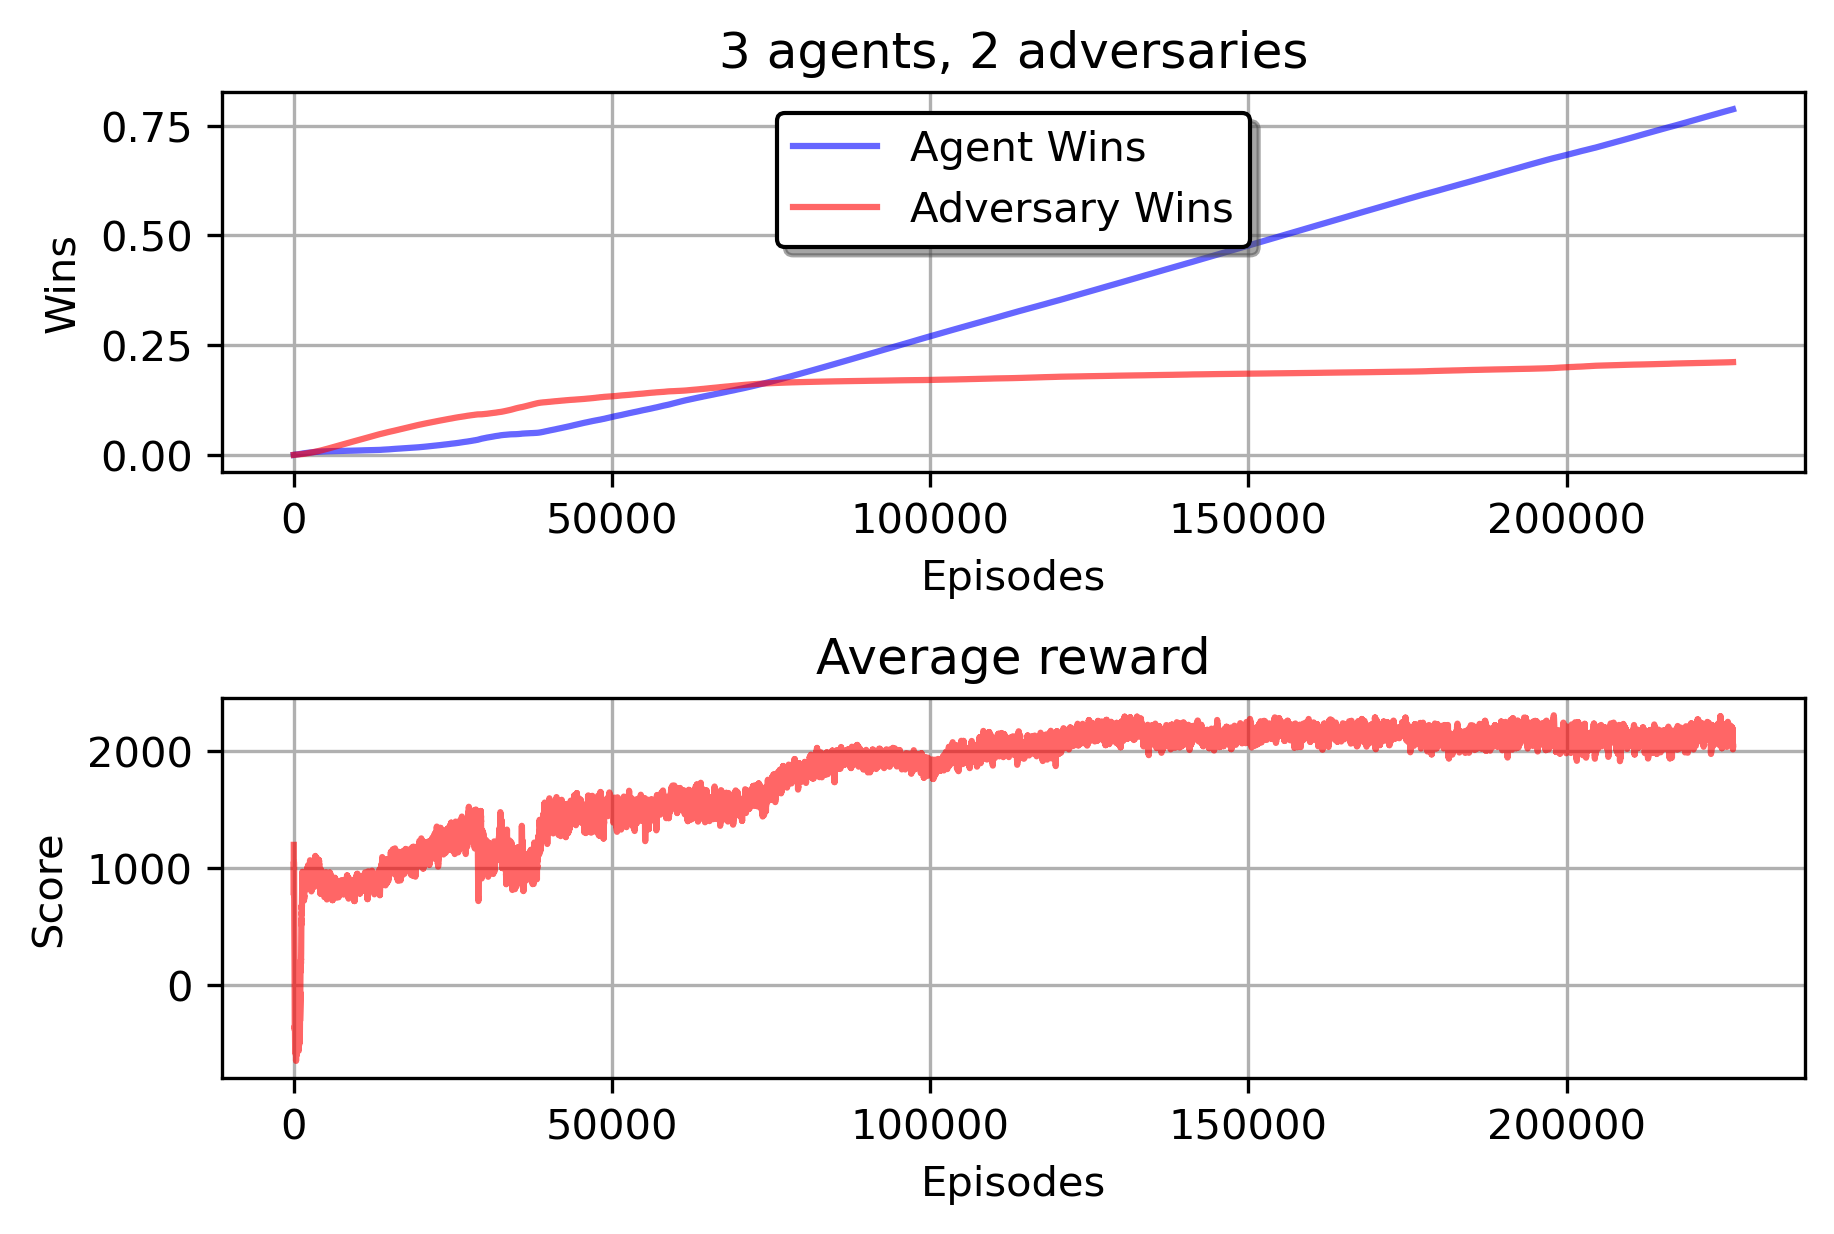 3 agents, 2 adversaries
0.75
0.50
0.25
0.00
Wins
Agent Wins
Adversary Wins
0 50000 100000 150000 200000
Episodes
Average reward
2000
1000
0
Score
0 50000 100000 150000 200000
Episodes